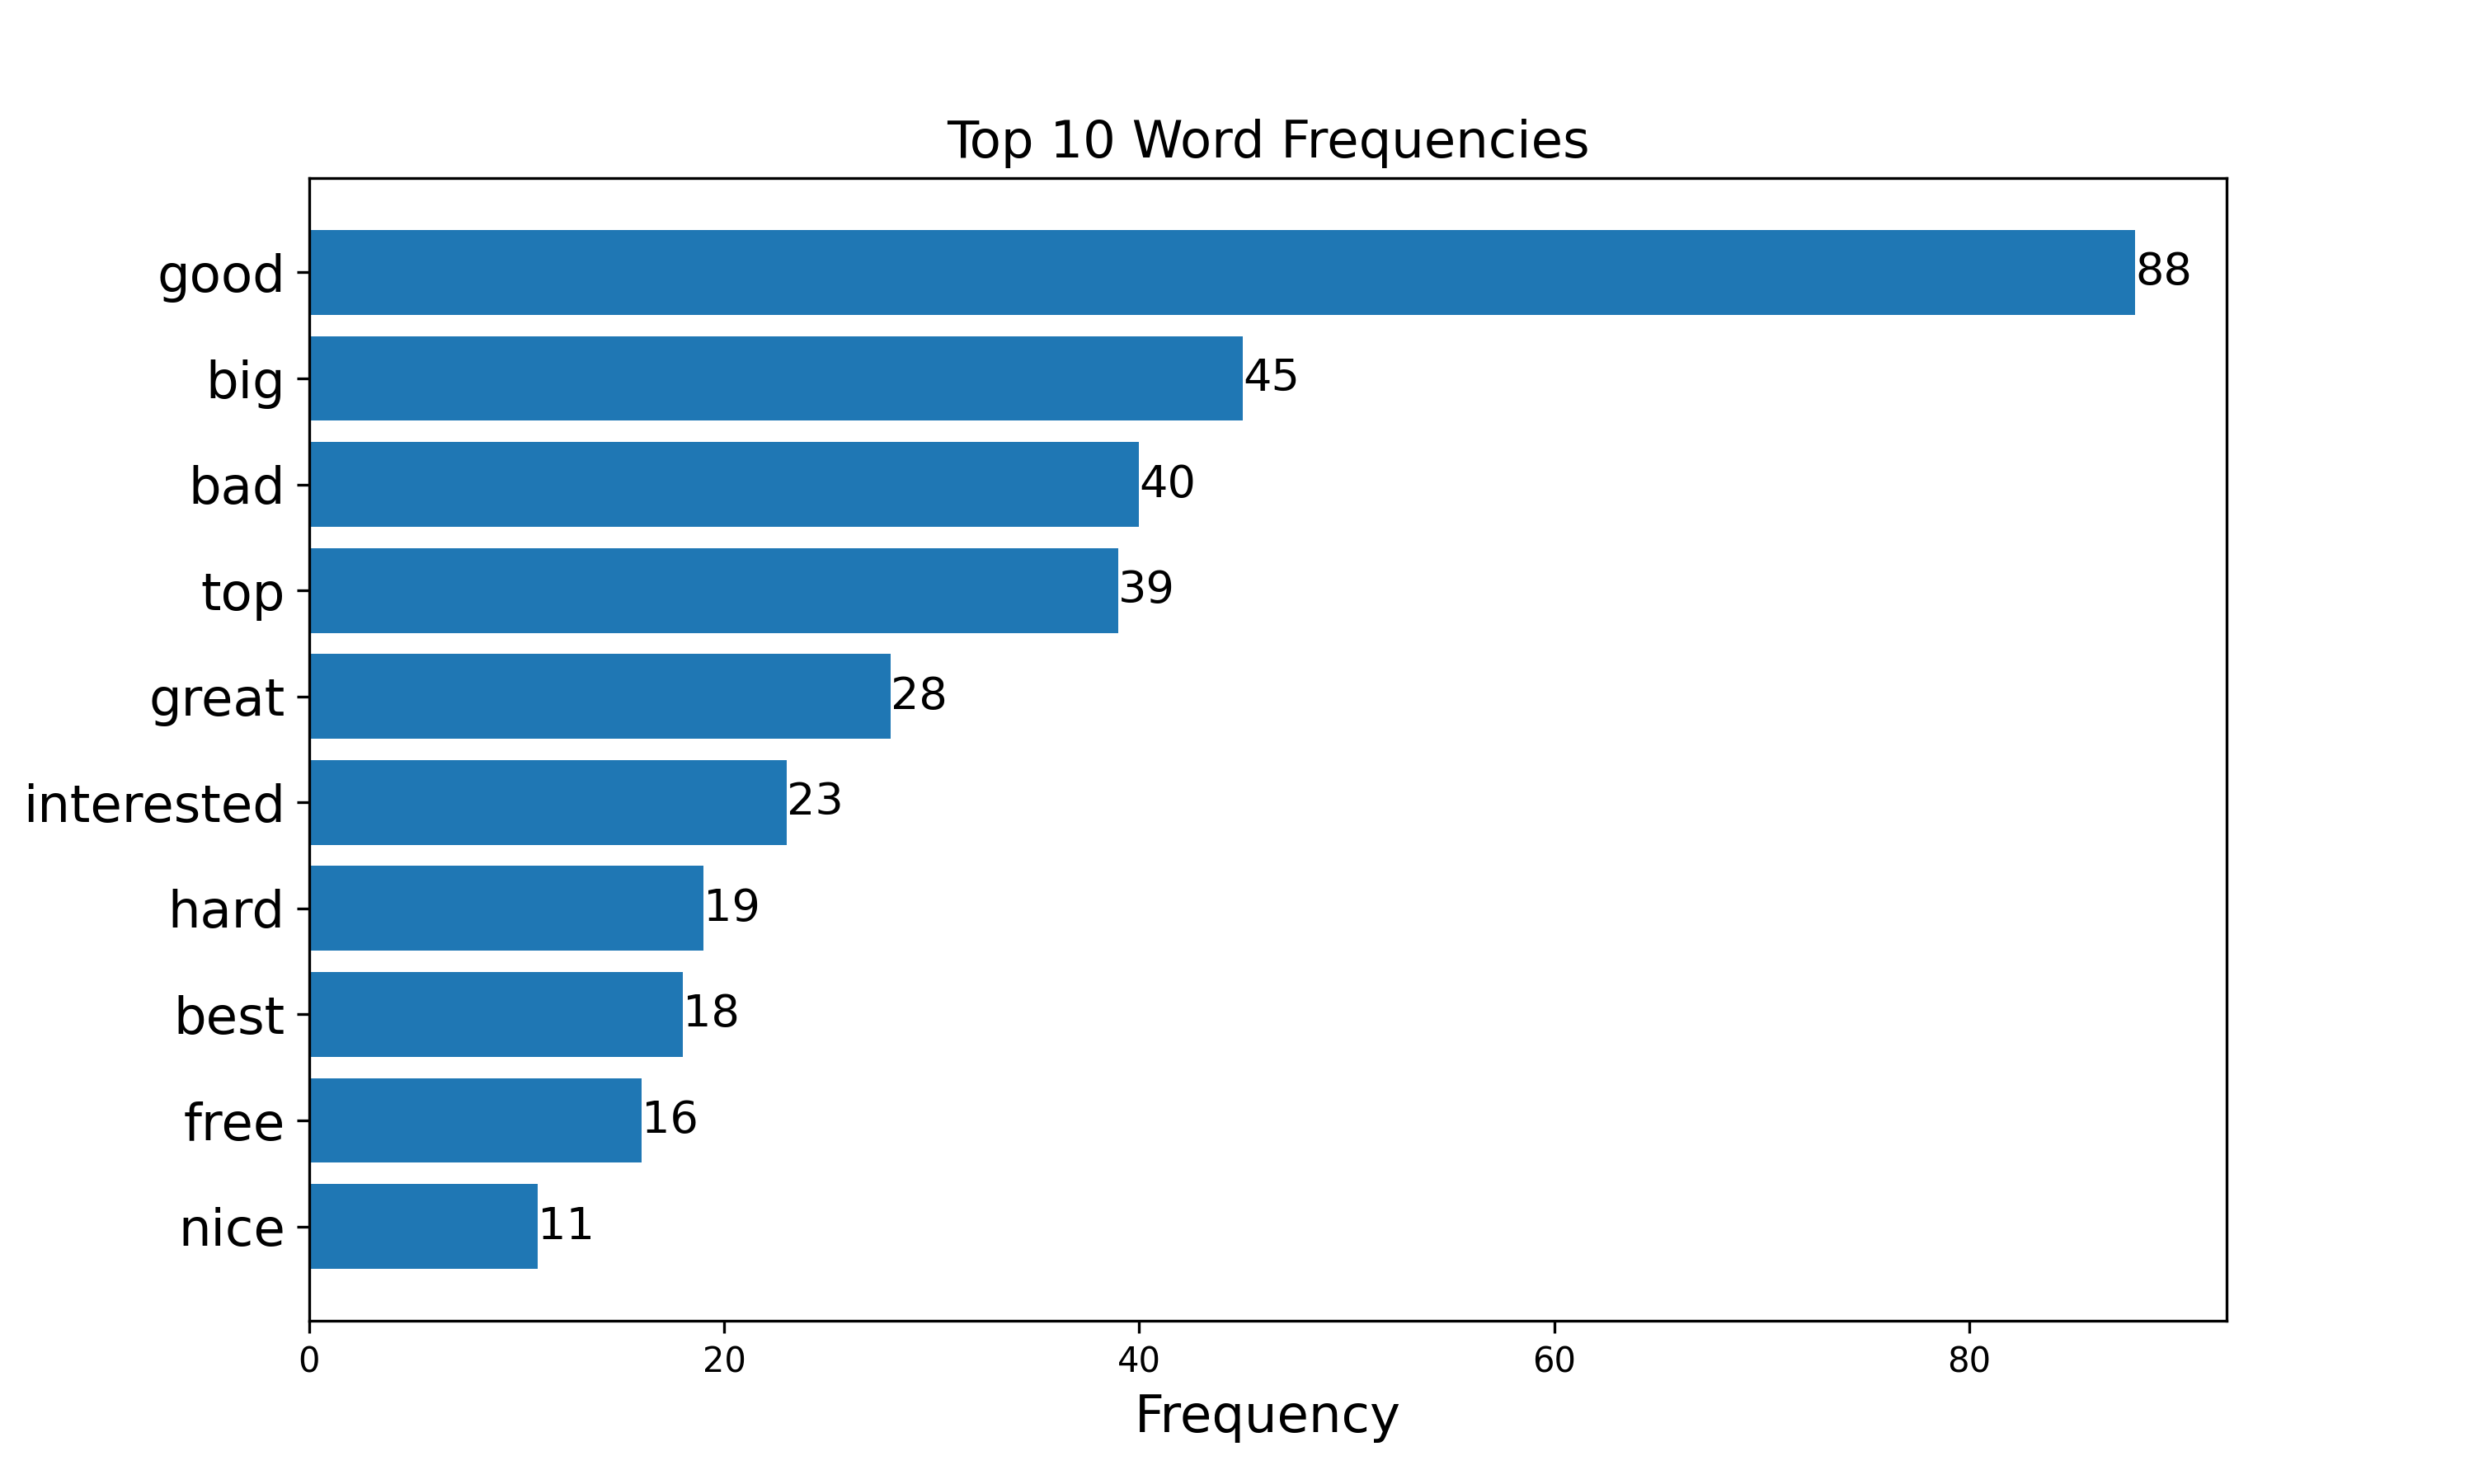 Top 10 Word Frequencies
good 88
big 45
bad 40
top 39
great 28
interested 23
hard 19
best 18
free 16
nice 11
0 20 40 60 80
Frequency